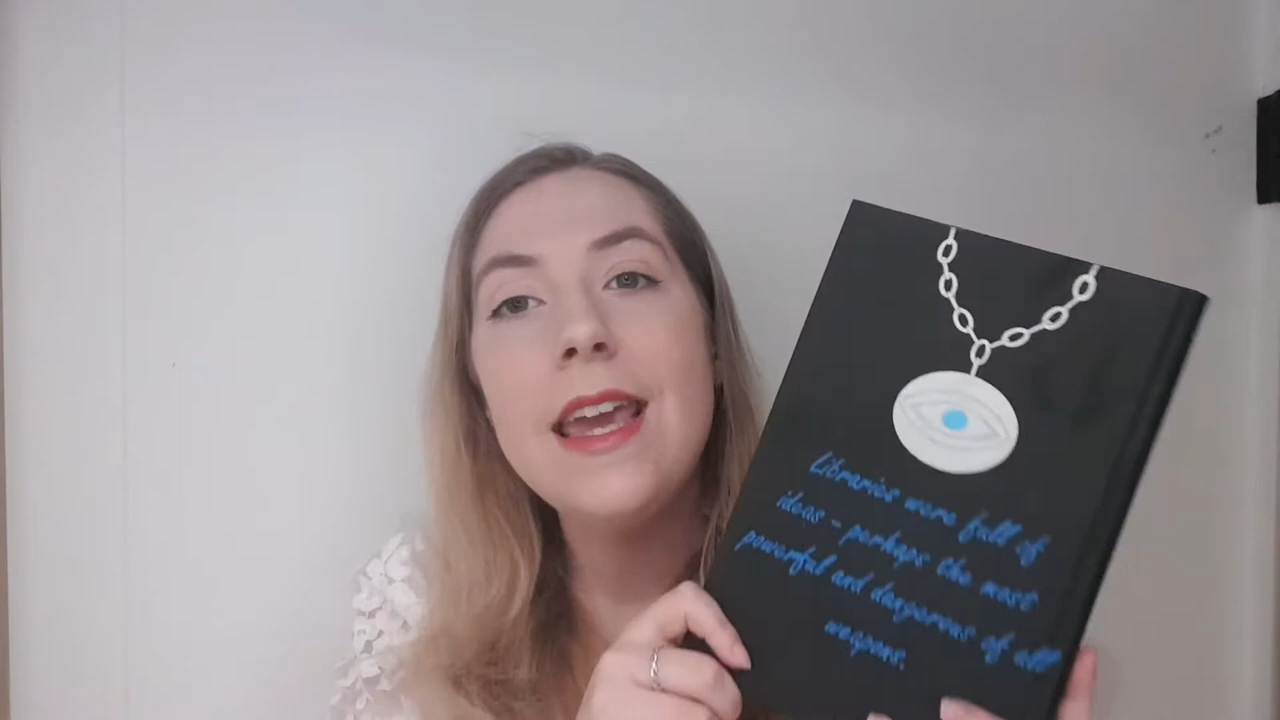 Libraries were full of
ideas - perhaps the most
powerful and dangerous of all
weapons.